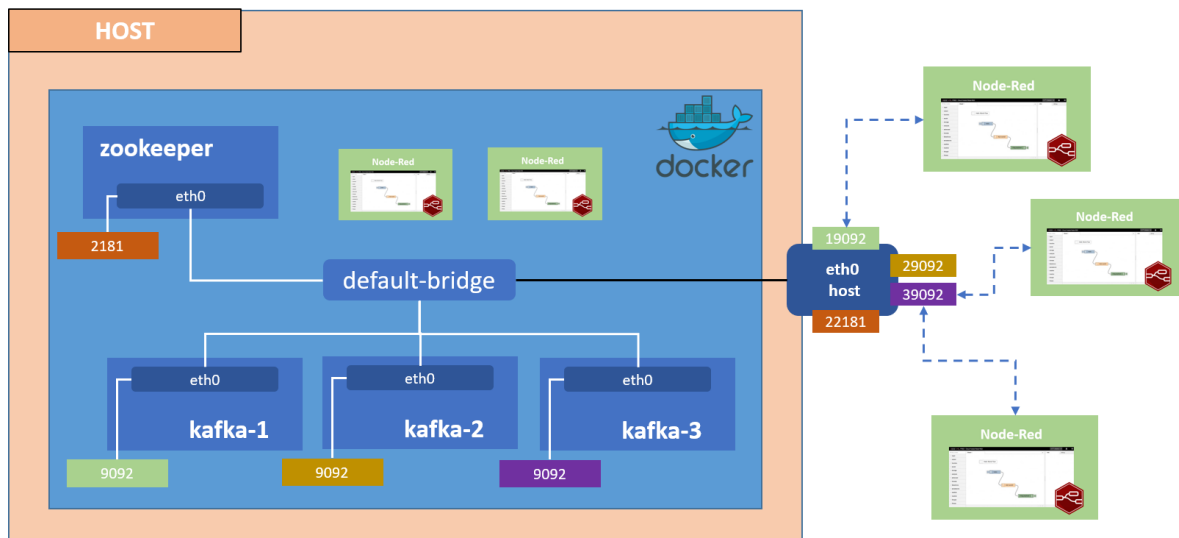 HOST
docker
zookeeper
eth0
2181
Node-Red
Node-Red
default-bridge
eth0
kafka-1
9092
eth0
kafka-2
9092
eth0
kafka-3
9092
19092
eth0
host
29092
39092
22181
Node-Red
Node-Red
Node-Red